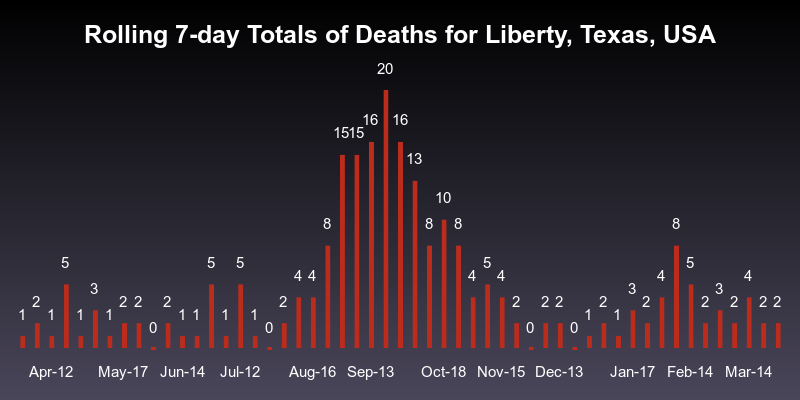 Rolling 7-day Totals of Deaths for Liberty, Texas, USA
1 2 1 5 1 3 1 2 2 0 2 1 1 5 1 5 1 0 2 4 4 8 15 15 16 20 16 13 8 10 8 4 5 4 2 0 2 2 0 1 2 1 3 2 4 8 5 2 3 2 4 2 2
Apr-12 May-17 Jun-14 Jul-12 Aug-16 Sep-13 Oct-18 Nov-15 Dec-13 Jan-17 Feb-14 Mar-14